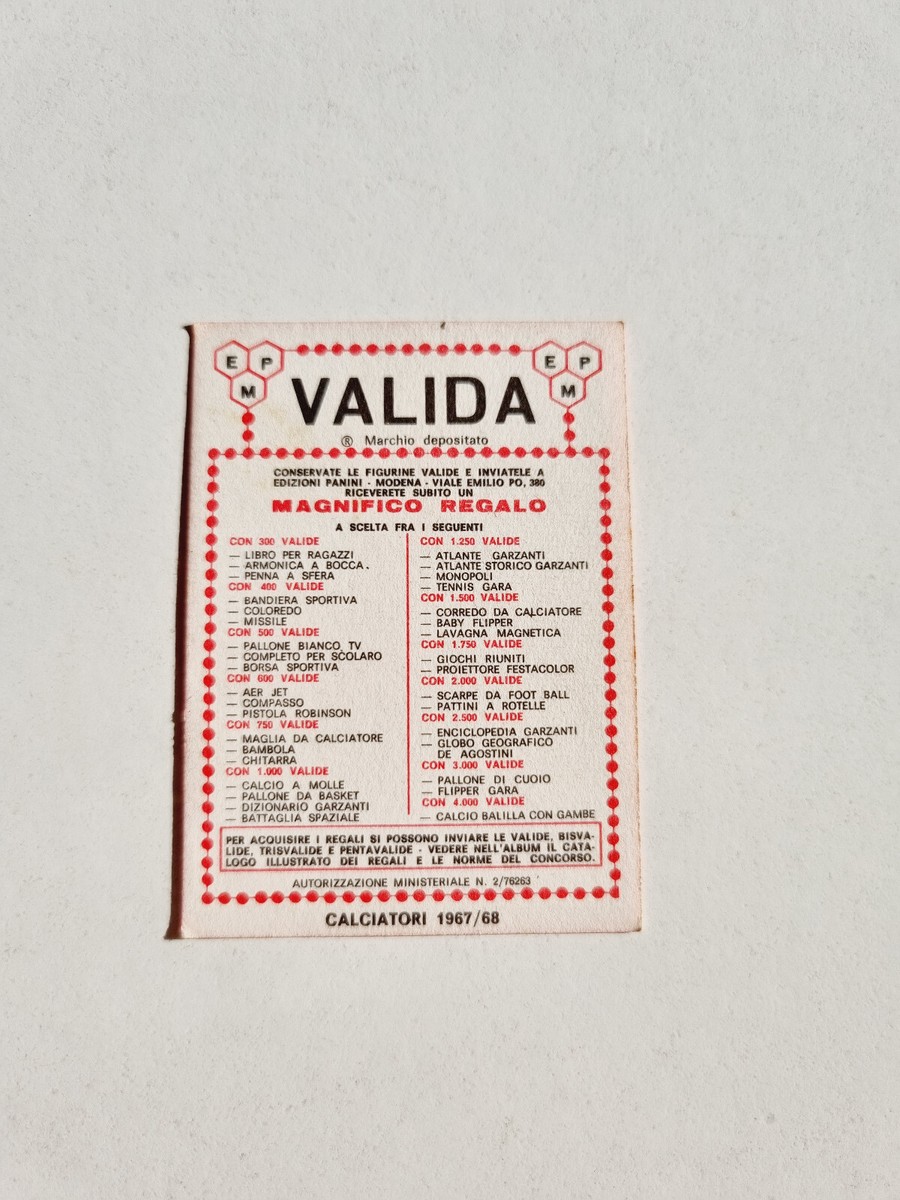 E P
M
E P
M
VALIDA
® Marchio depositato
CONSERVATE LE FIGURINE VALIDE E INVIATELE A
EDIZIONI PANINI - MODENA - VIALE EMILIO PO, 380
RICEVERETE SUBITO UN
MAGNIFICO REGALO
A SCELTA FRA I SEGUENTI
CON 300 VALIDE
— LIBRO PER RAGAZZI
— ARMONICA A BOCCA.
— PENNA A SFERA
CON 400 VALIDE
— BANDIERA SPORTIVA
— COLOREDO
— MISSILE
CON 500 VALIDE
— PALLONE BIANCO TV
— COMPLETO PER SCOLARO
— BORSA SPORTIVA
CON 600 VALIDE
— AER JET
— COMPASSO
— PISTOLA ROBINSON
CON 750 VALIDE
— MAGLIA DA CALCIATORE
— BAMBOLA
— CHITARRA
CON 1.000 VALIDE
— CALCIO A MOLLE
— PALLONE DA BASKET
— DIZIONARIO GARZANTI
— BATTAGLIA SPAZIALE
CON 1.250 VALIDE
— ATLANTE GARZANTI
— ATLANTE STORICO GARZANTI
— MONOPOLI
— TENNIS GARA
CON 1.500 VALIDE
— CORREDO DA CALCIATORE
— BABY FLIPPER
— LAVAGNA MAGNETICA
CON 1.750 VALIDE
— GIOCHI RIUNITI
— PROIETTORE FESTACOLOR
CON 2.000 VALIDE
— SCARPE DA FOOT BALL
— PATTINI A ROTELLE
CON 2.500 VALIDE
— ENCICLOPEDIA GARZANTI
— GLOBO GEOGRAFICO
DE AGOSTINI
CON 3.000 VALIDE
— PALLONE DI CUOIO
— FLIPPER GARA
CON 4.000 VALIDE
— CALCIO BALILLA CON GAMBE
PER ACQUISIRE I REGALI SI POSSONO INVIARE LE VALIDE, BISVA-
LIDE, TRISVALIDE E PENTAVALIDE - VEDERE NELL'ALBUM IL CATA-
LOGO ILLUSTRATO DEI REGALI E LE NORME DEL CONCORSO.
AUTORIZZAZIONE MINISTERIALE N. 2/76263
CALCIATORI 1967/68